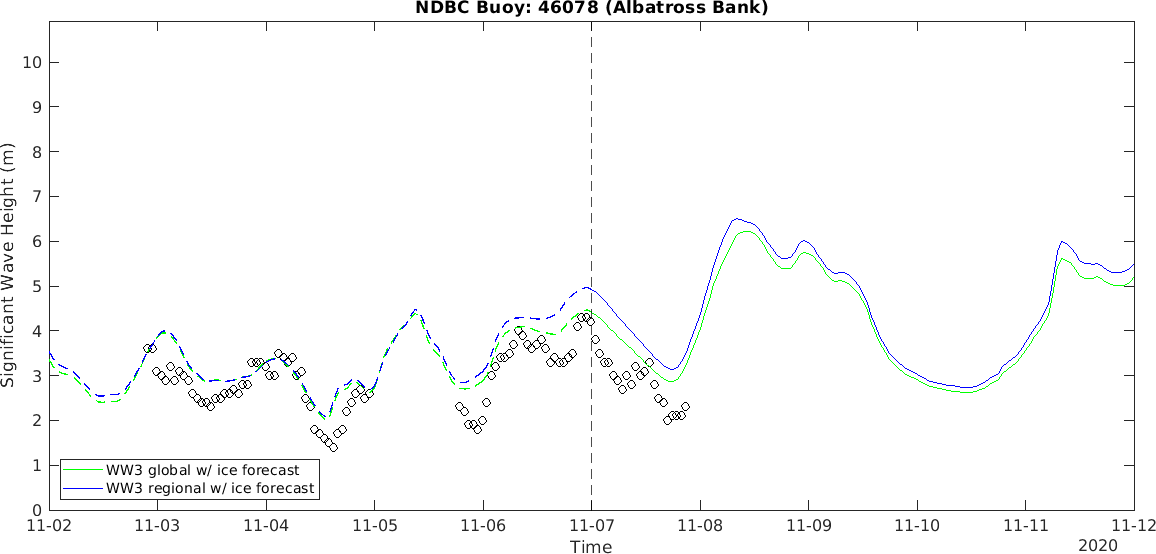 NDBC Buoy: 46078 (Albatross Bank)
Significant Wave Height (m)
10
9
8
7
6
5
4
3
2
1
0
WW3 global w/ ice forecast
WW3 regional w/ ice forecast
11-02 11-03 11-04 11-05 11-06 11-07 11-08 11-09 11-10 11-11 11-12
Time
2020